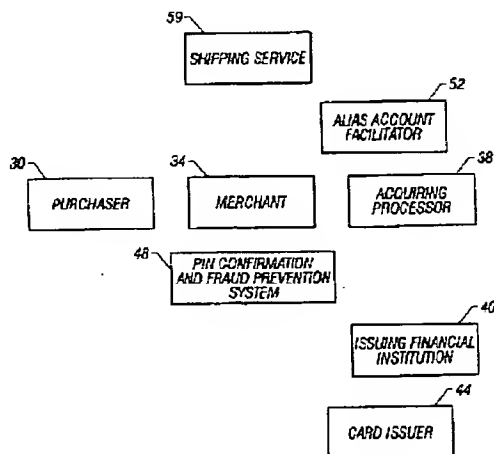 59
SHIPPING SERVICE
52
ALIAS ACCOUNT
FACILITATOR
30
PURCHASER
34
MERCHANT
38
ACQUIRING
PROCESSOR
48
PIN CONFIRMATION
AND FRAUD PREVENTION
SYSTEM
40
ISSUING FINANCIAL
INSTITUTION
44
CARD ISSUER